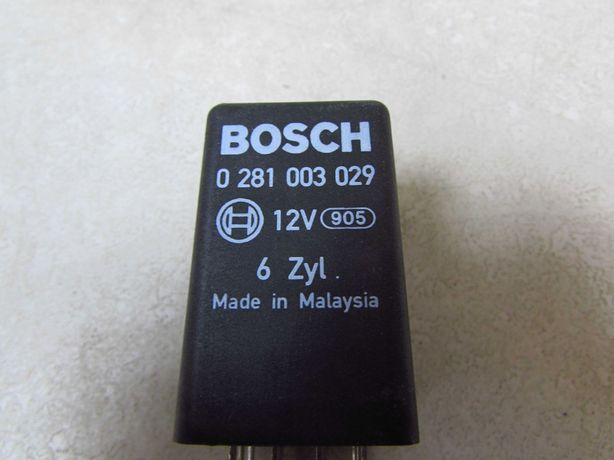 BOSCH
0 281 003 029
12V 905
6 Zyl.
Made in Malaysia